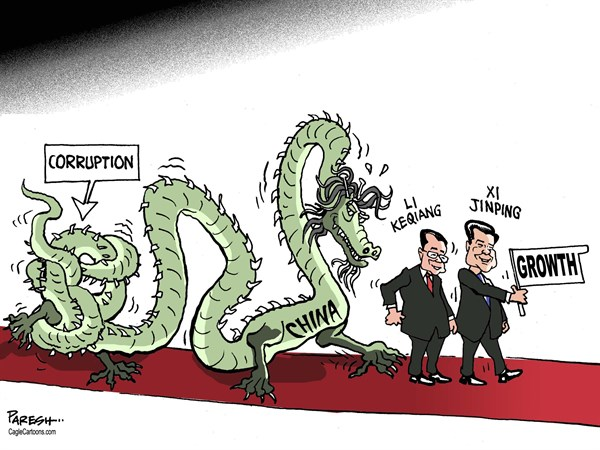 CORRUPTION
LI
KEQIANG
XI
JINPING
GROWTH
CHINA
PARESH..
CagleCartoons.com